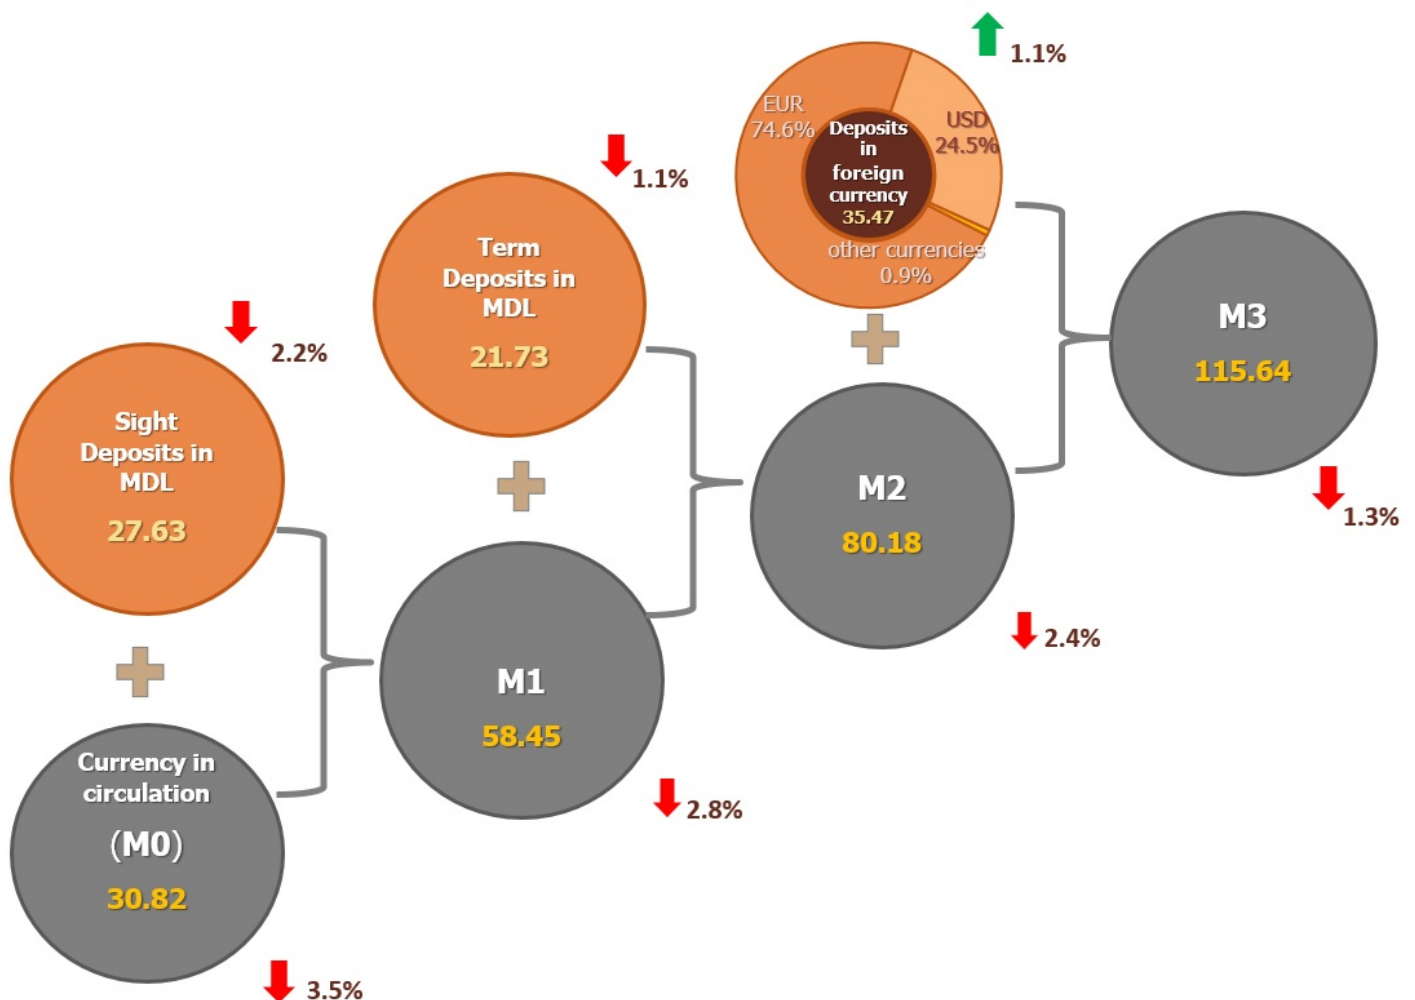 1.1%
EUR
74.6%
USD
24.5%
Deposits
in
foreign
currency
35.47
other currencies
0.9%
1.1%
Term
Deposits in
MDL
21.73
M3
115.64
1.3%
2.2%
Sight
Deposits in
MDL
27.63
M2
80.18
2.4%
M1
58.45
2.8%
Currency in
circulation
(M0)
30.82
3.5%